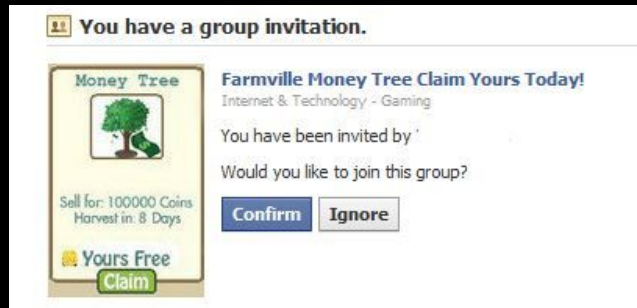 You have a group invitation.
Money Tree
Sell for: 100000 Coins
Harvest in: 8 Days
Yours Free
Claim
Farmville Money Tree Claim Yours Today!
Internet & Technology - Gaming
You have been invited by '
Would you like to join this group?
Confirm
Ignore